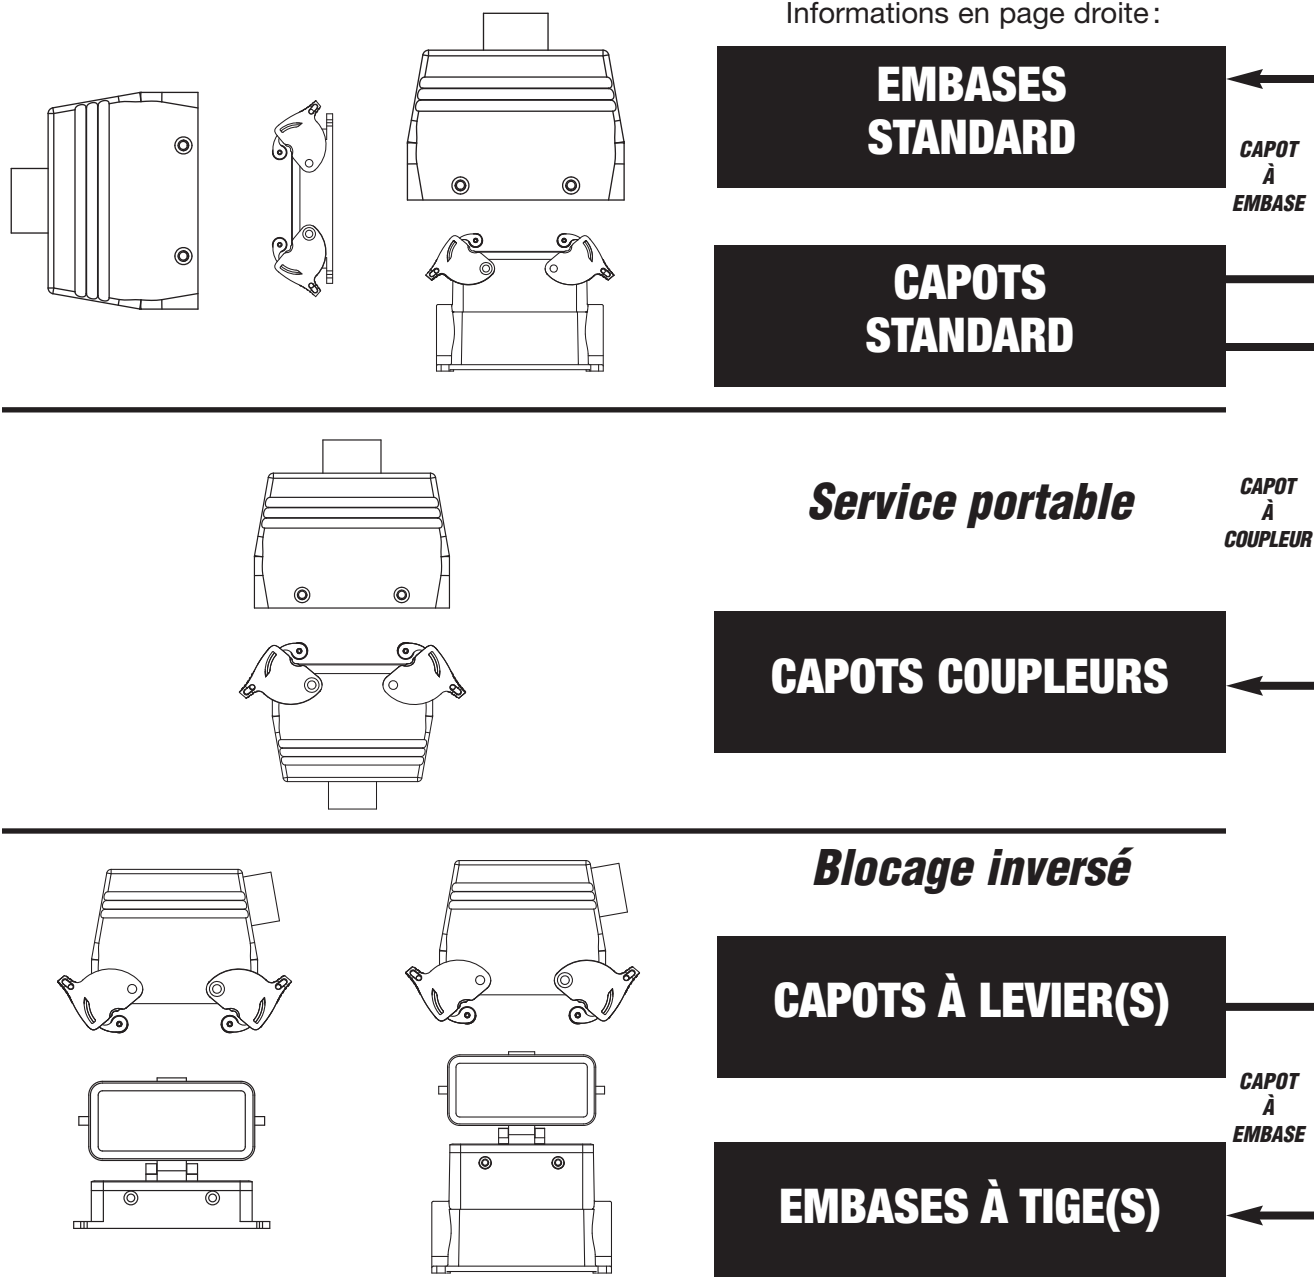 Informations en page droite :
EMBASES
STANDARD
CAPOT
À
EMBASE
CAPOTS
STANDARD
Service portable
CAPOT
À
COUPLEUR
CAPOTS COUPLEURS
Blocage inversé
CAPOTS À LEVIER(S)
CAPOT
À
EMBASE
EMBASES À TIGE(S)